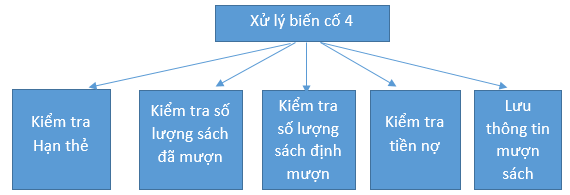 Xử lý biến cố 4
Kiểm tra
Hạn thẻ
Kiểm tra số
lượng sách
đã mượn
Kiểm tra
số lượng
sách định
mượn
Kiểm tra
tiền nợ
Lưu
thông tin
mượn
sách